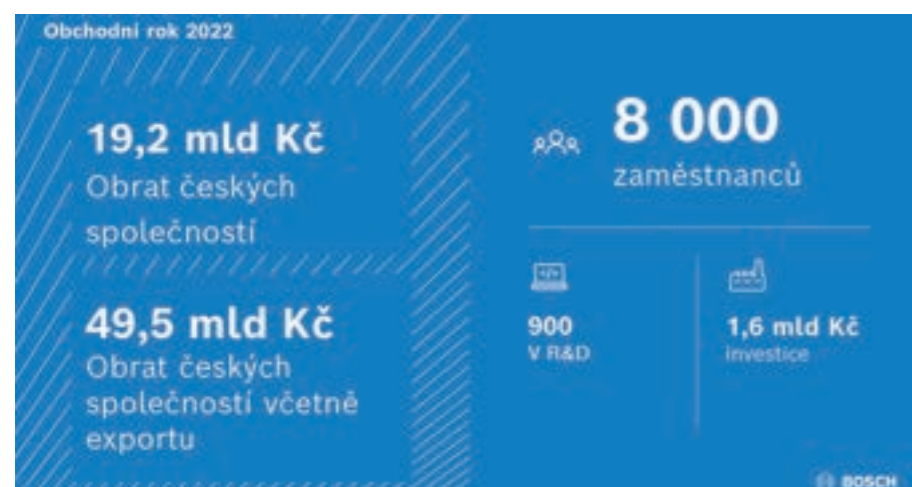 Obchodní rok 2022
19,2 mld Kč
Obrat českých
společností
49,5 mld Kč
Obrat českých
společností včetně
exportu
8 000
zaměstnanců
900
V R&D
1,6 mld Kč
investice
BOSCH